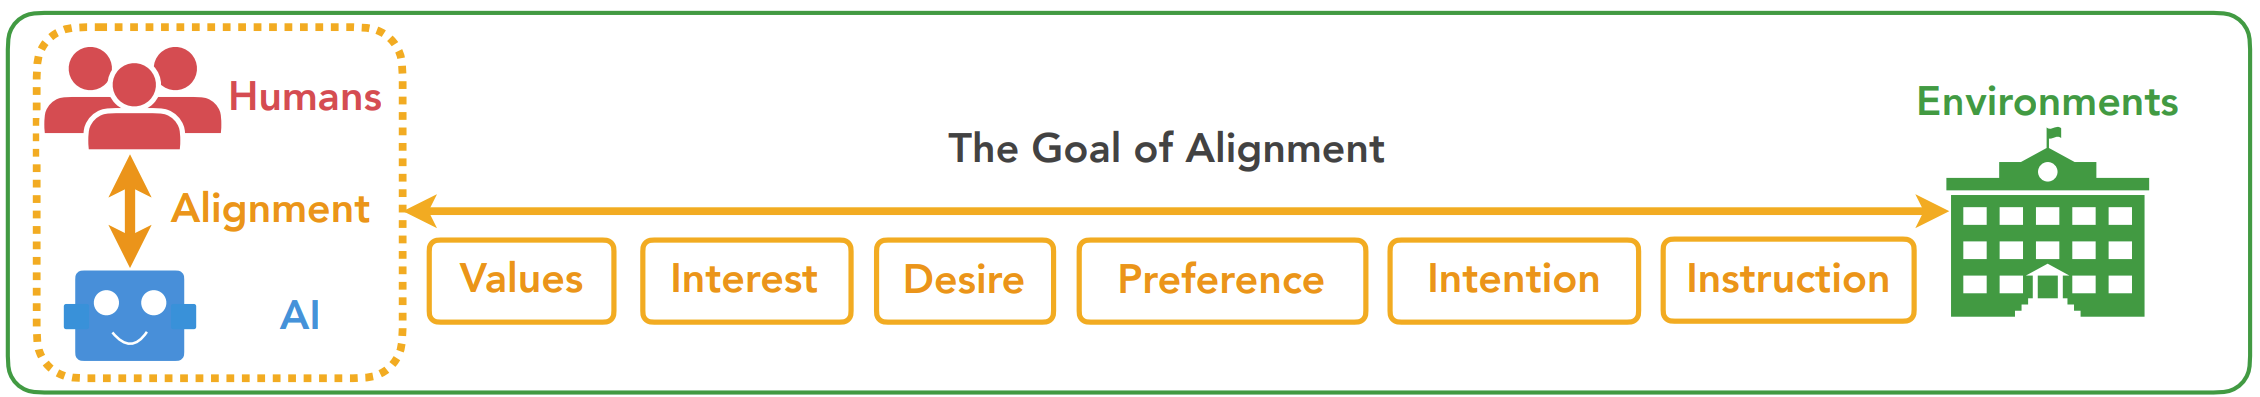 Humans
Alignment
AI
The Goal of Alignment
Values
Interest
Desire
Preference
Intention
Instruction
Environments